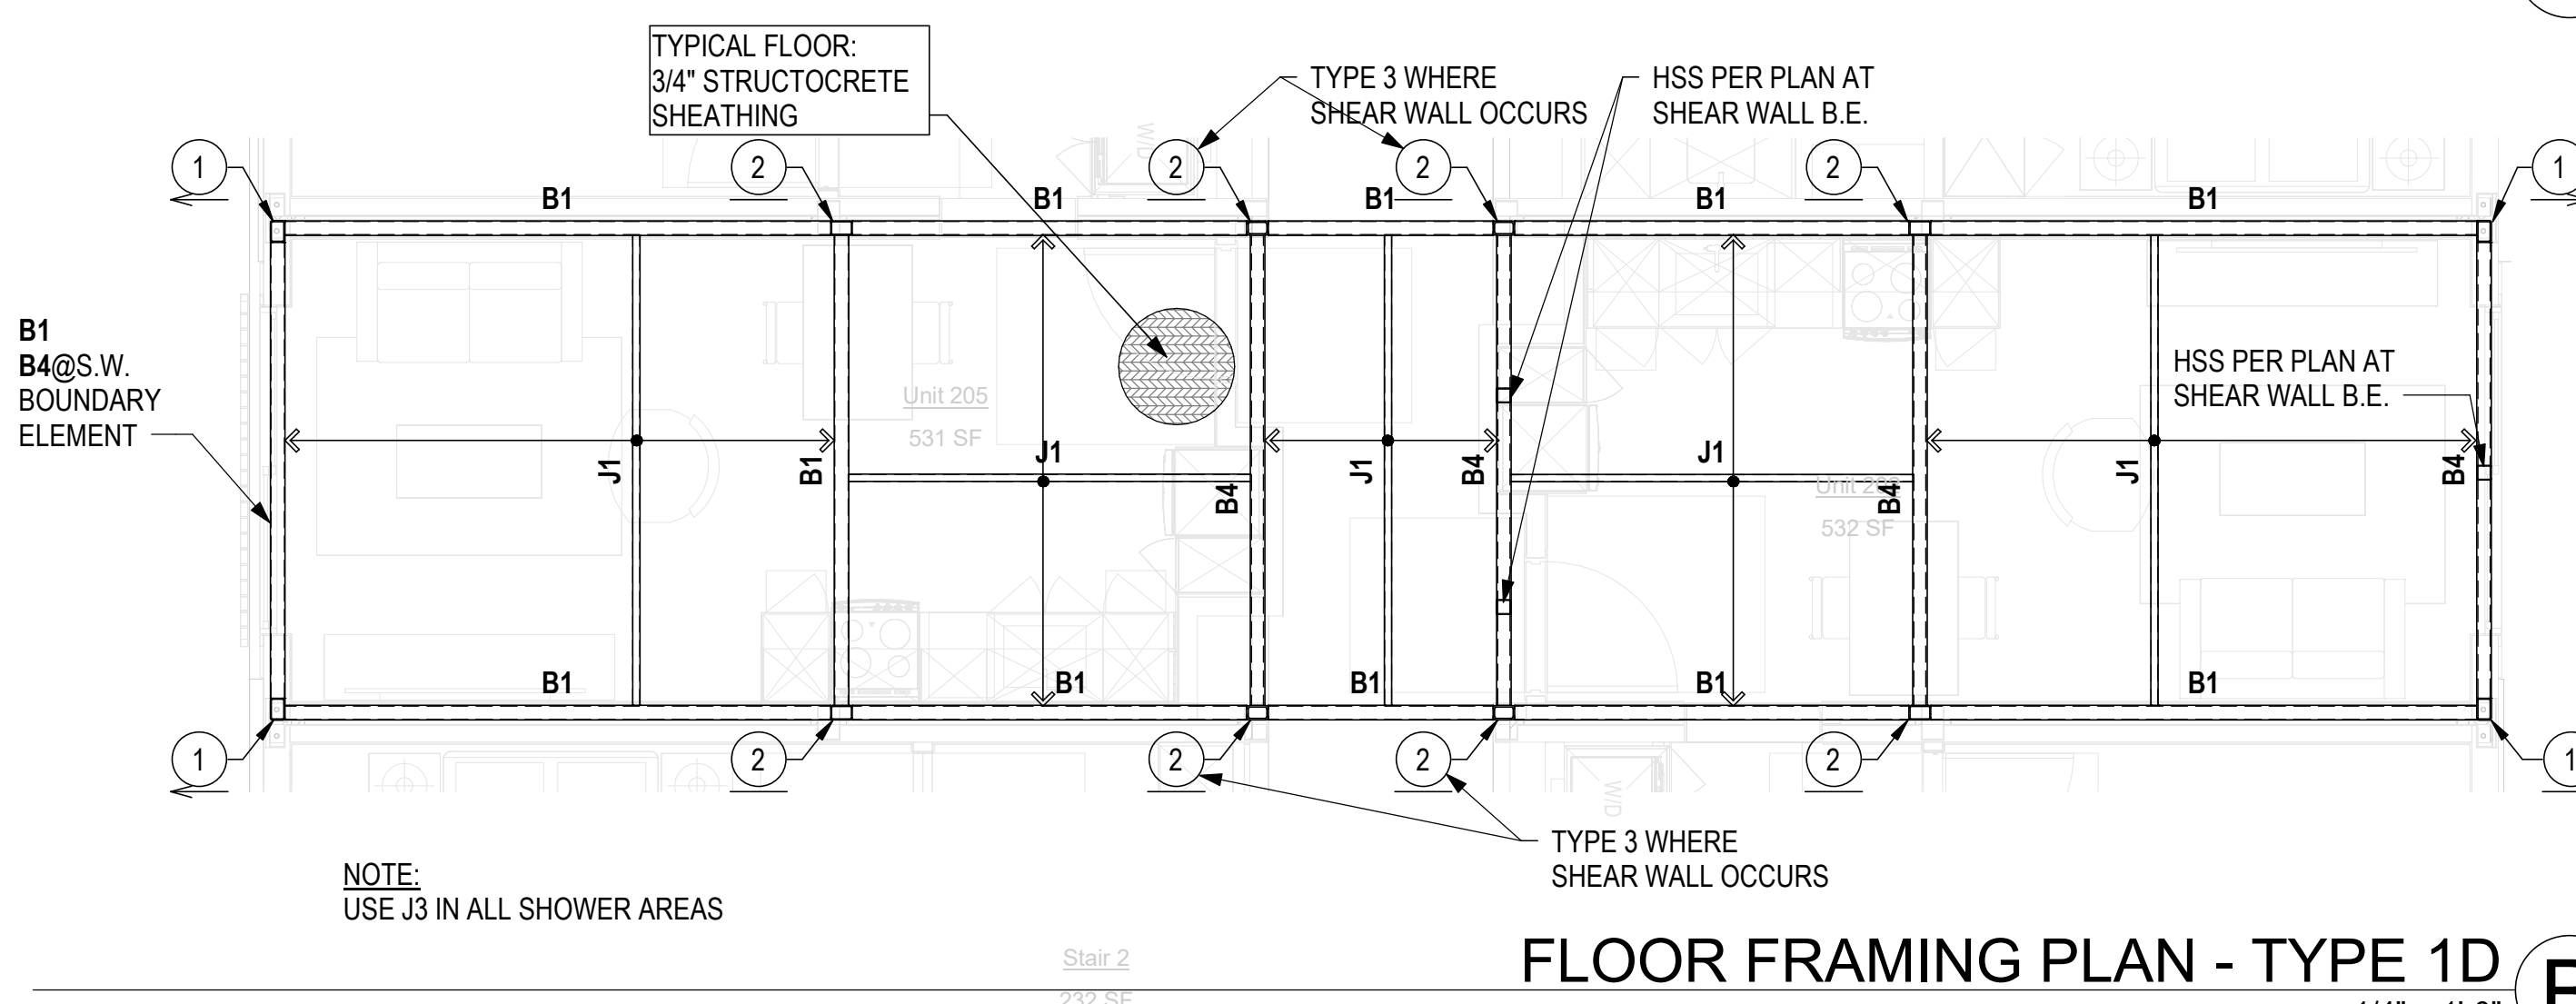 TYPICAL FLOOR:
3/4" STRUCTOCRETE
SHEATHING
TYPE 3 WHERE
SHEAR WALL OCCURS
HSS PER PLAN AT
SHEAR WALL B.E.
W/D
1
2
2
2
2
1
B1
B1
B1
B1
B1
B1
B4@S.W.
BOUNDARY
ELEMENT
HSS PER PLAN AT
SHEAR WALL B.E.
Unit 205
531 SF
J1
B1
J1
B4
J1
B4
J1
Unit
B4
532 SF
J1
B4
B1
B1
B1
B1
B1
1
2
2
2
2
1
W/D
TYPE 3 WHERE
SHEAR WALL OCCURS
NOTE:
USE J3 IN ALL SHOWER AREAS
Stair 2
232 SF
FLOOR FRAMING PLAN - TYPE 1D